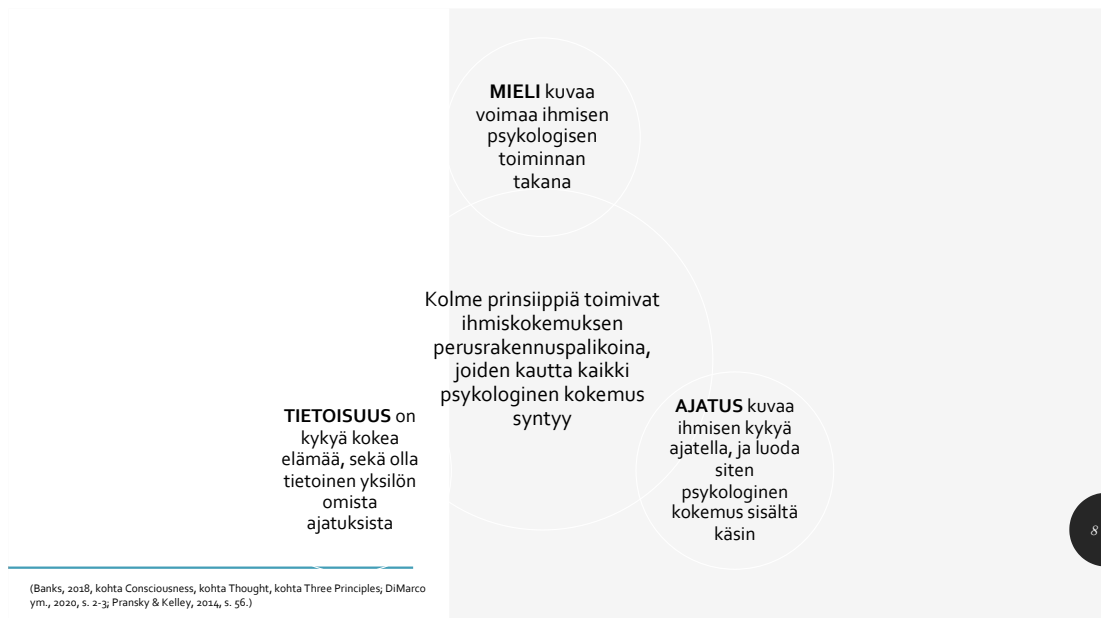 MIELI kuvaa
voimaa ihmisen
psykologisen
toiminnan
takana
Kolme prinsiippiä toimivat
ihmiskokemuksen
perusrakennuspalikoina,
joiden kautta kaikki
psykologinen kokemus
syntyy
AJATUS kuvaa
ihmisen kykyä
ajatella, ja luoda
siten
psykologinen
kokemus sisältä
käsin
TIETOISUUS on
kykyä kokea
elämää, sekä olla
tietoinen yksilön
omista
ajatuksista
(Banks, 2018, kohta Consciousness, kohta Thought, kohta Three Principles; DiMarco
ym., 2020, s. 2-3; Pransky & Kelley, 2014, s. 56.)
8